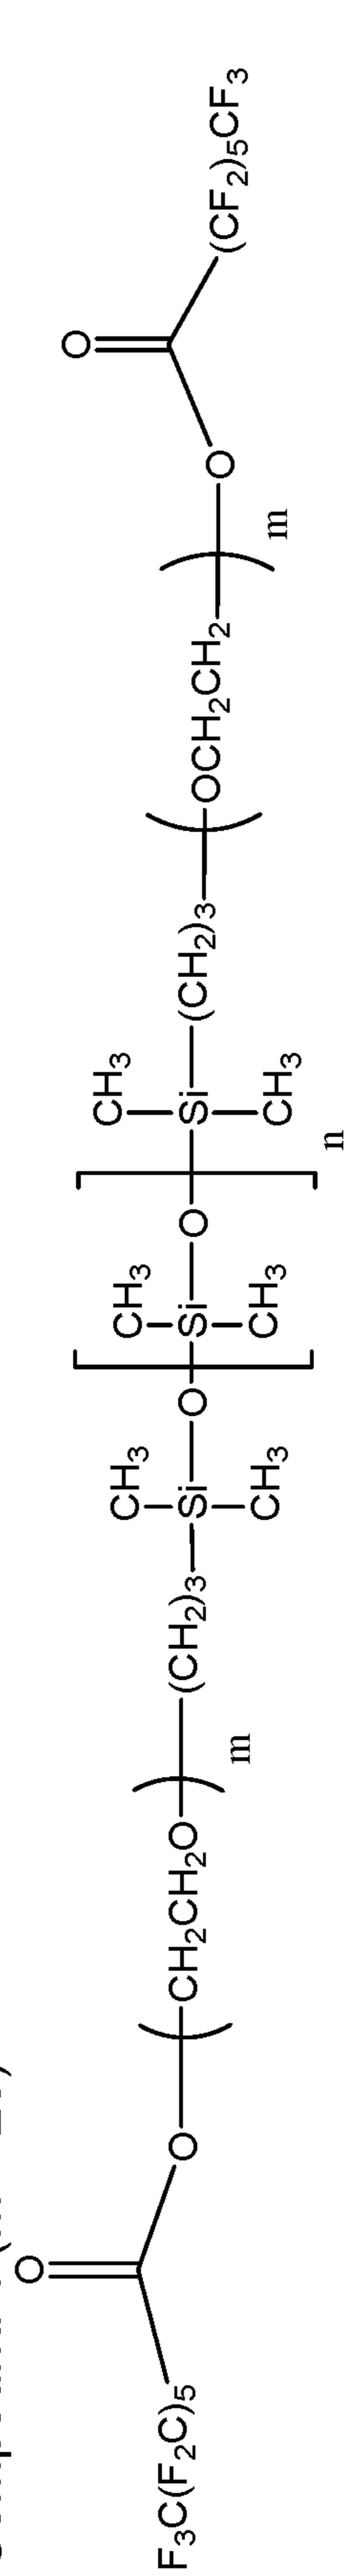 F3C(F2C)5
O
O
(CH2CH2O)m
(CH2)3
CH3
Si
CH3
O
[
CH3
Si
CH3
O
]n
CH3
Si
CH3
(CH2)3
(OCH2CH2)m
O
O
(CF2)5CF3